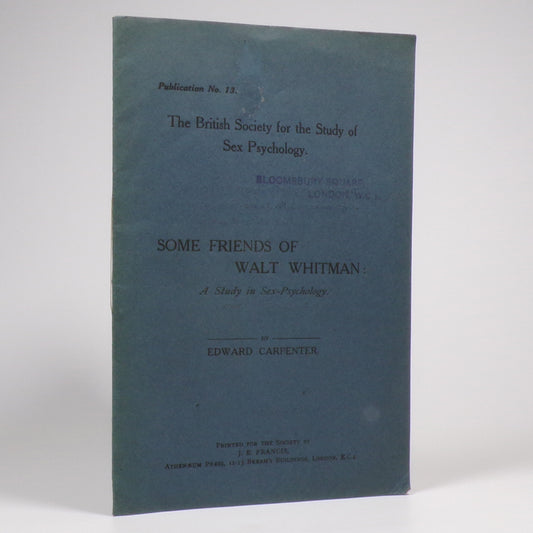 Publication No. 13.
The British Society for the Study of
Sex Psychology.
BLOOMSBURY SQUARE,
LONDON, W.C.1.
SOME FRIENDS OF
WALT WHITMAN:
A Study in Sex-Psychology.
BY
EDWARD CARPENTER
PRINTED FOR THE SOCIETY BY
J. E. FRANCIS,
ATHENÆUM PRESS, 11-13 BREAM'S BUILDINGS, LONDON, E.C.4